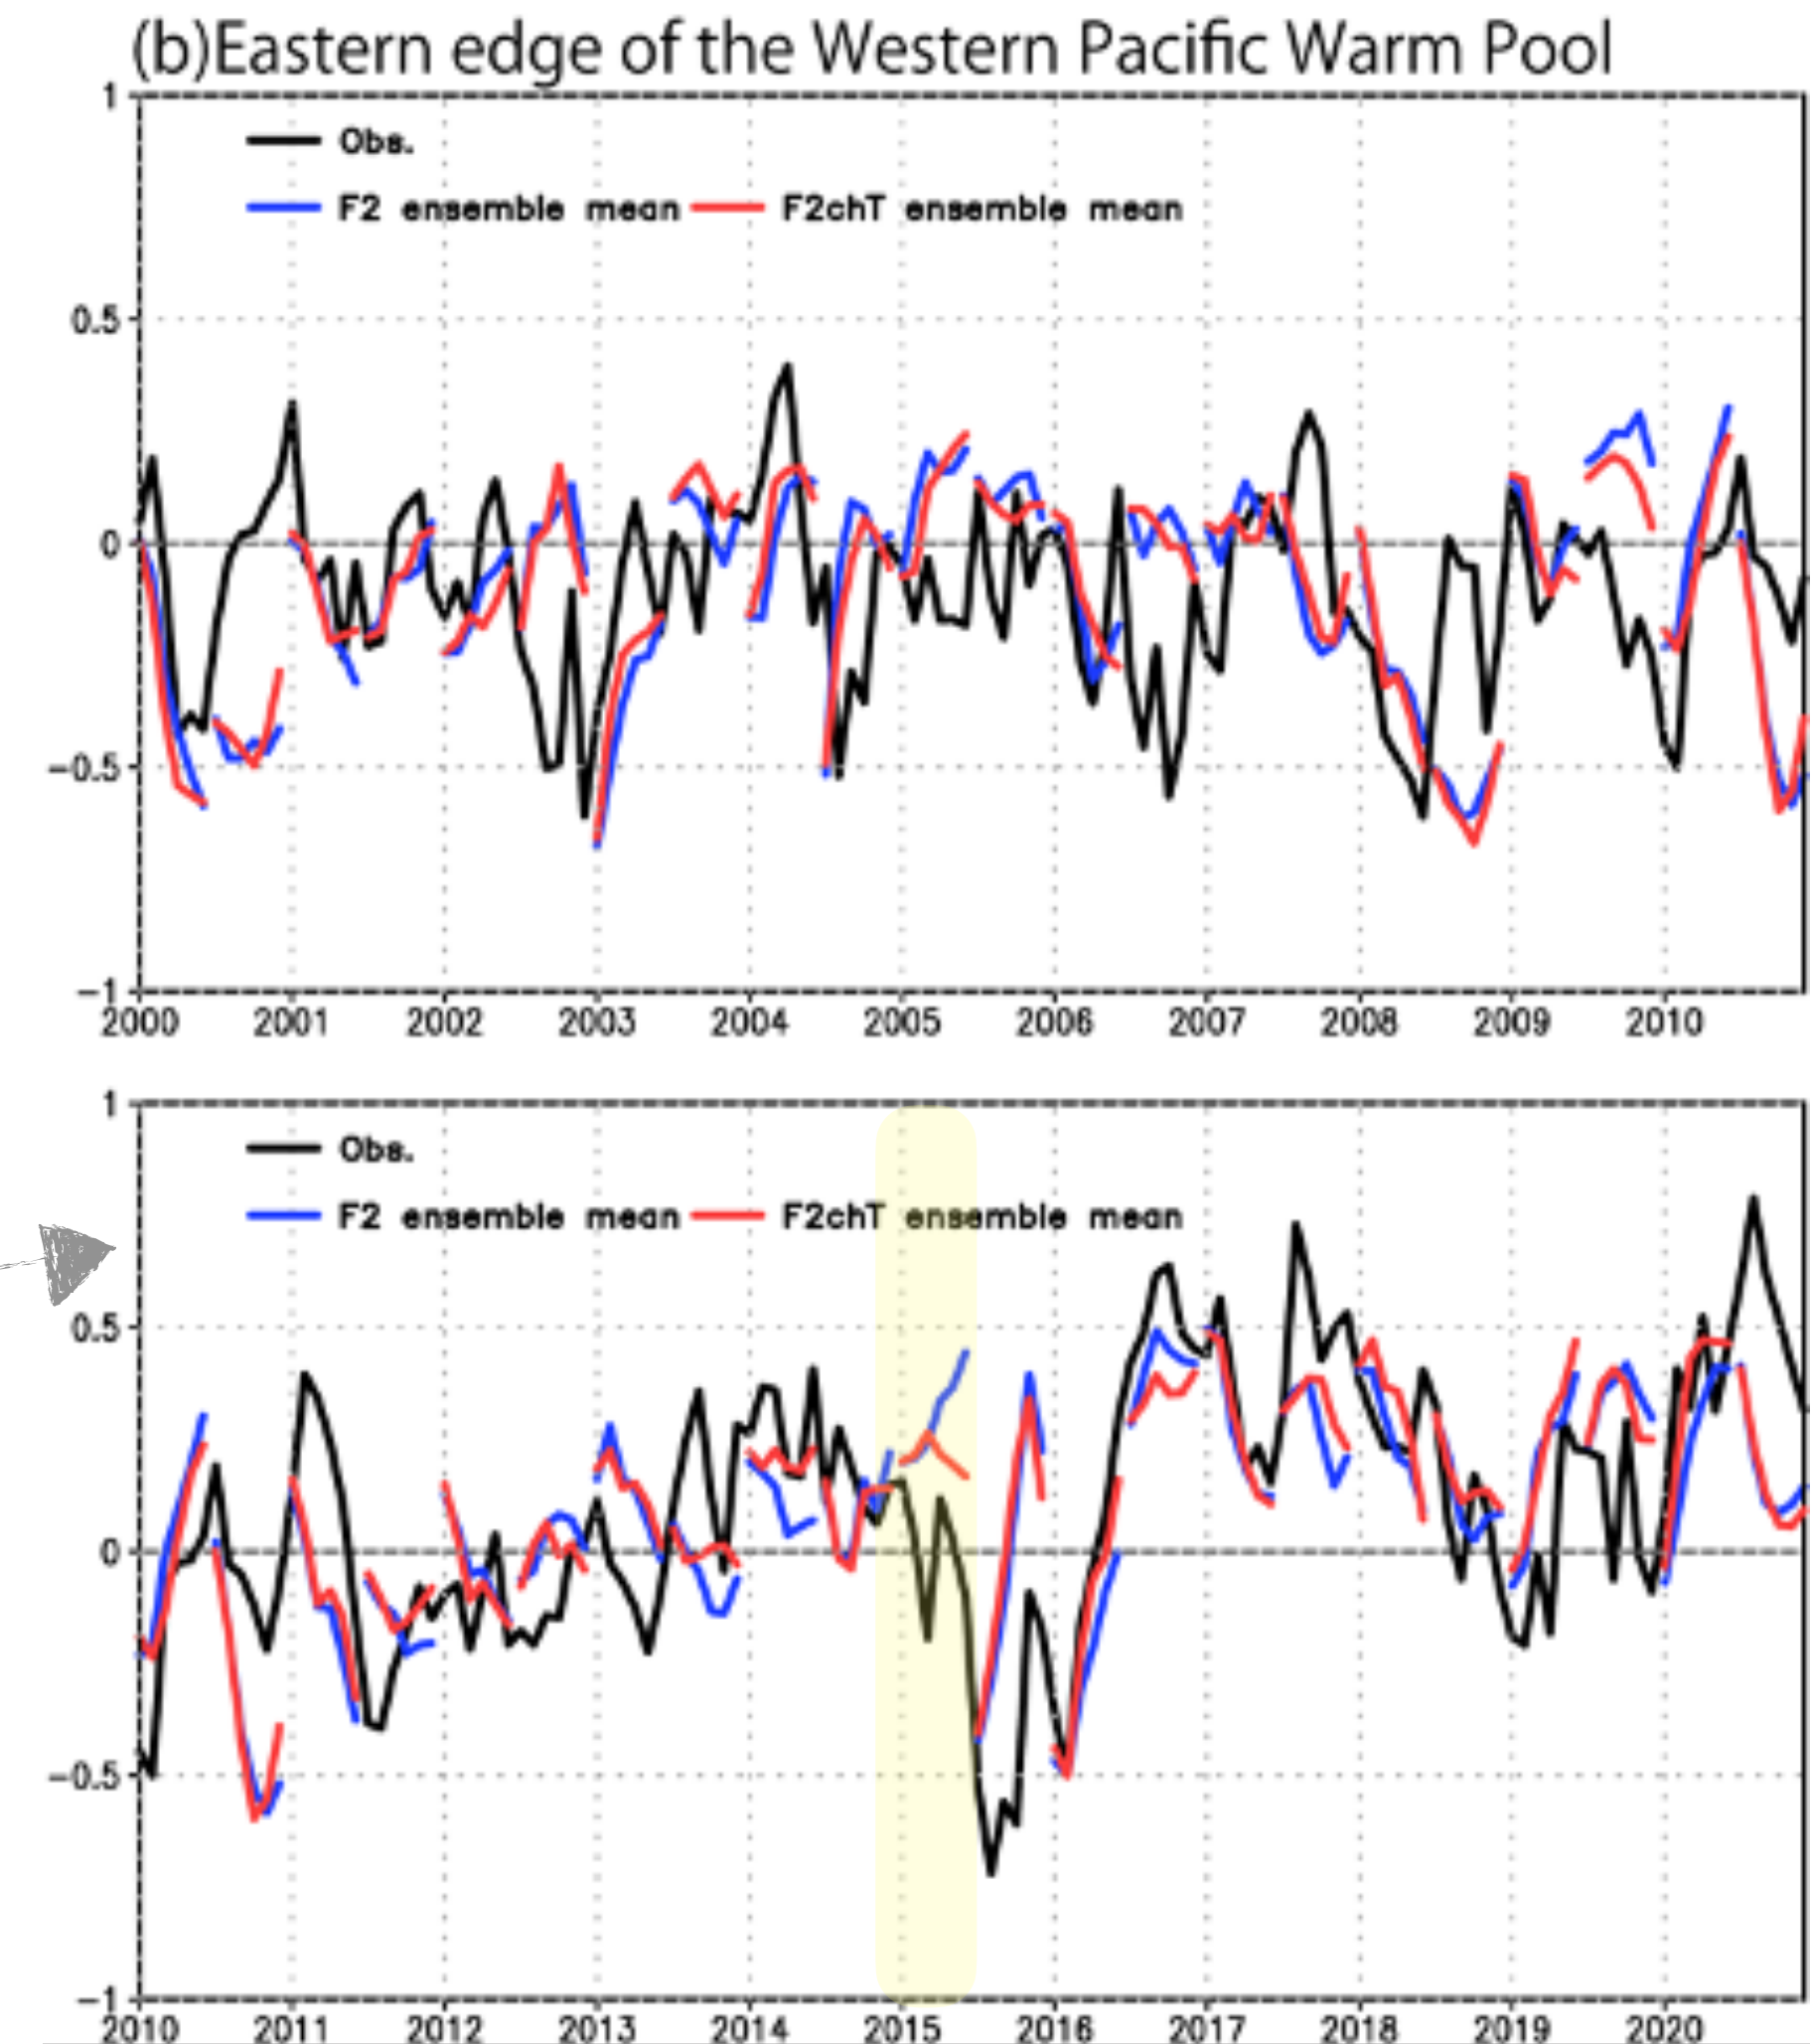 (b)Eastern edge of the Western Pacific Warm Pool
1
Obs.
F2 ensemble mean F2chT ensemble mean
0.5
0
−0.5
−1
2000 2001 2002 2003 2004 2005 2006 2007 2008 2009 2010
1
Obs.
F2 ensemble mean F2chT ensemble mean
0.5
0
−0.5
−1
2010 2011 2012 2013 2014 2015 2016 2017 2018 2019 2020